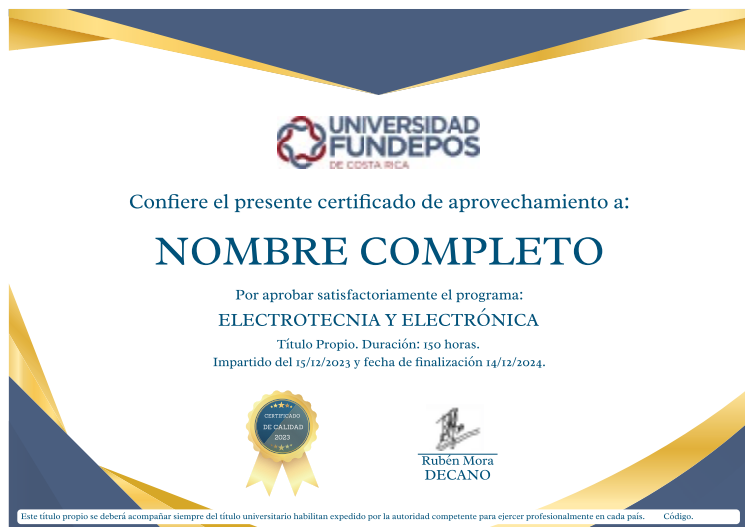 UNIVERSIDAD
FUNDEPOS
DE COSTA RICA
Confiere el presente certificado de aprovechamiento a:
NOMBRE COMPLETO
Por aprobar satisfactoriamente el programa:
ELECTROTECNIA Y ELECTRÓNICA
Título Propio. Duración: 150 horas.
Impartido del 15/12/2023 y fecha de finalización 14/12/2024.
CERTIFICADO
DE CALIDAD
2023
Rubén Mora
DECANO
Este título propio se deberá acompañar siempre del título universitario habilitan expedido por la autoridad competente para ejercer profesionalmente en cada país. Código.